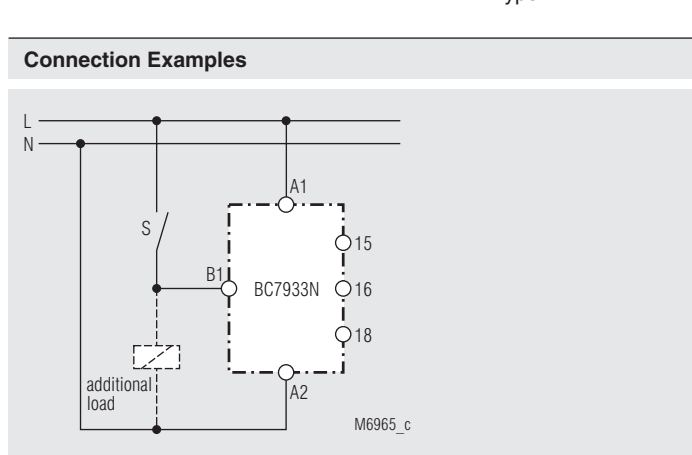 Connection Examples
L
N
A1
S
15
B1
BC7933N
16
18
additional
load
A2
M6965_c